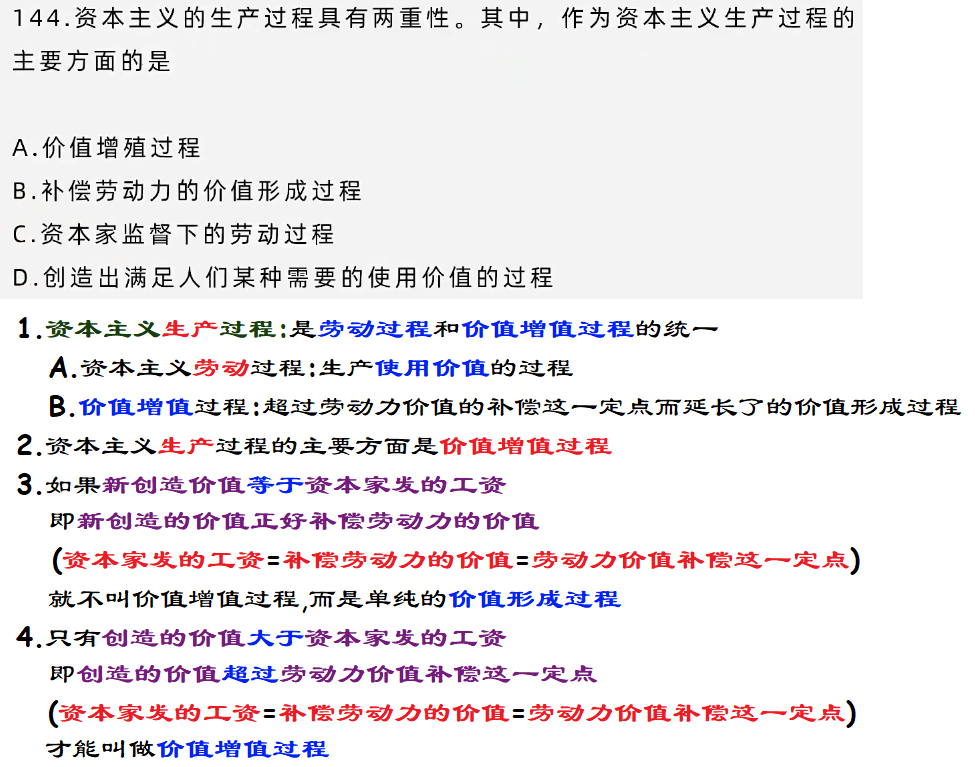 144.资本主义的生产过程具有两重性。其中，作为资本主义生产过程的
主要方面的是
A.价值增殖过程
B.补偿劳动力的价值形成过程
C.资本家监督下的劳动过程
D.创造出满足人们某种需要的使用价值的过程
1.资本主义生产过程:是劳动过程和价值增值过程的统一
A.资本主义劳动过程:生产使用价值的过程
B.价值增值过程:超过劳动力价值的补偿这一定点而延长了的价值形成过程
2.资本主义生产过程的主要方面是价值增值过程
3.如果新创造价值等于资本家发的工资
即新创造的价值正好补偿劳动力的价值
(资本家发的工资=补偿劳动力的价值=劳动力价值补偿这一定点)
就不叫价值增值过程,而是单纯的价值形成过程
4.只有创造的价值大于资本家发的工资
即创造的价值超过劳动力价值补偿这一定点
(资本家发的工资=补偿劳动力的价值=劳动力价值补偿这一定点)
才能叫做价值增值过程